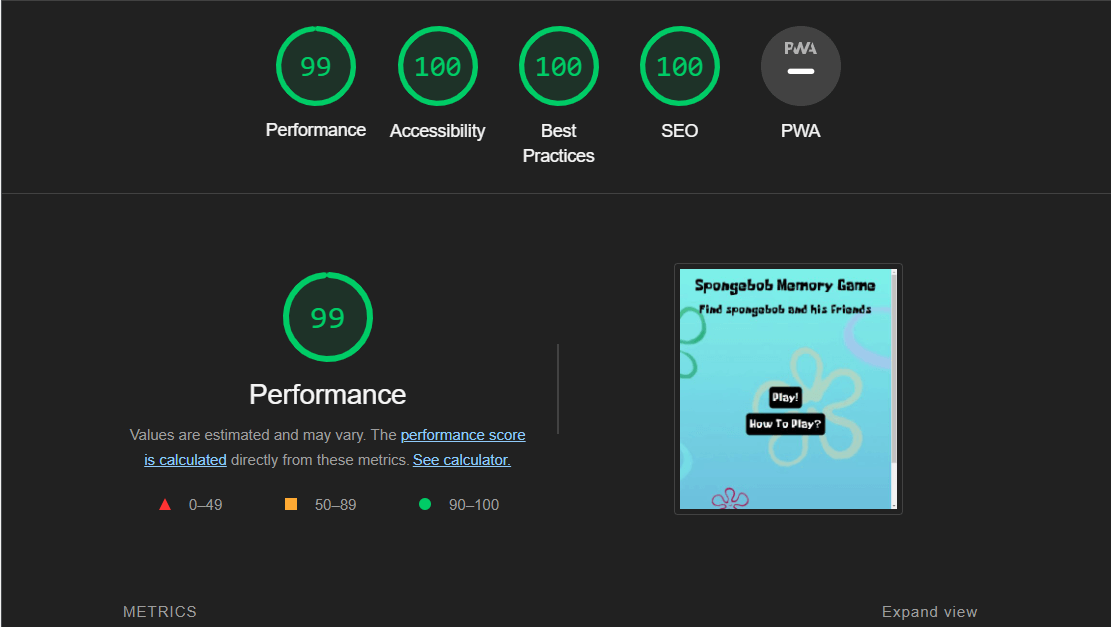 99
100
100
100
PWA
Performance
Accessibility
Best
Practices
SEO
PWA
99
Performance
Values are estimated and may vary. The performance score
is calculated directly from these metrics. See calculator.
0–49
50–89
90–100
Spongebob Memory Game
Find spongebob and his friends
Play!
How To Play?
METRICS
Expand view